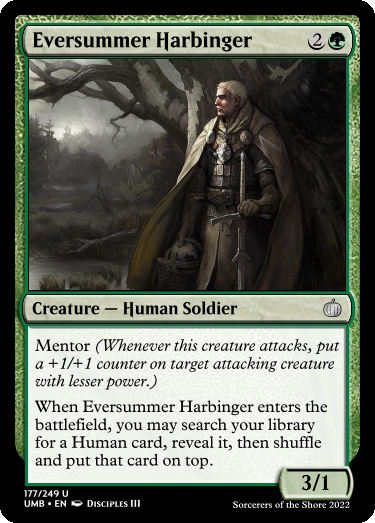 Eversummer Harbinger 2
Creature — Human Soldier
Mentor (Whenever this creature attacks, put
a +1/+1 counter on target attacking creature
with lesser power.)
When Eversummer Harbinger enters the
battlefield, you may search your library
for a Human card, reveal it, then shuffle
and put that card on top.
3/1
177/249 U
UMB • EN Disciples III
Sorcerers of the Shore 2022